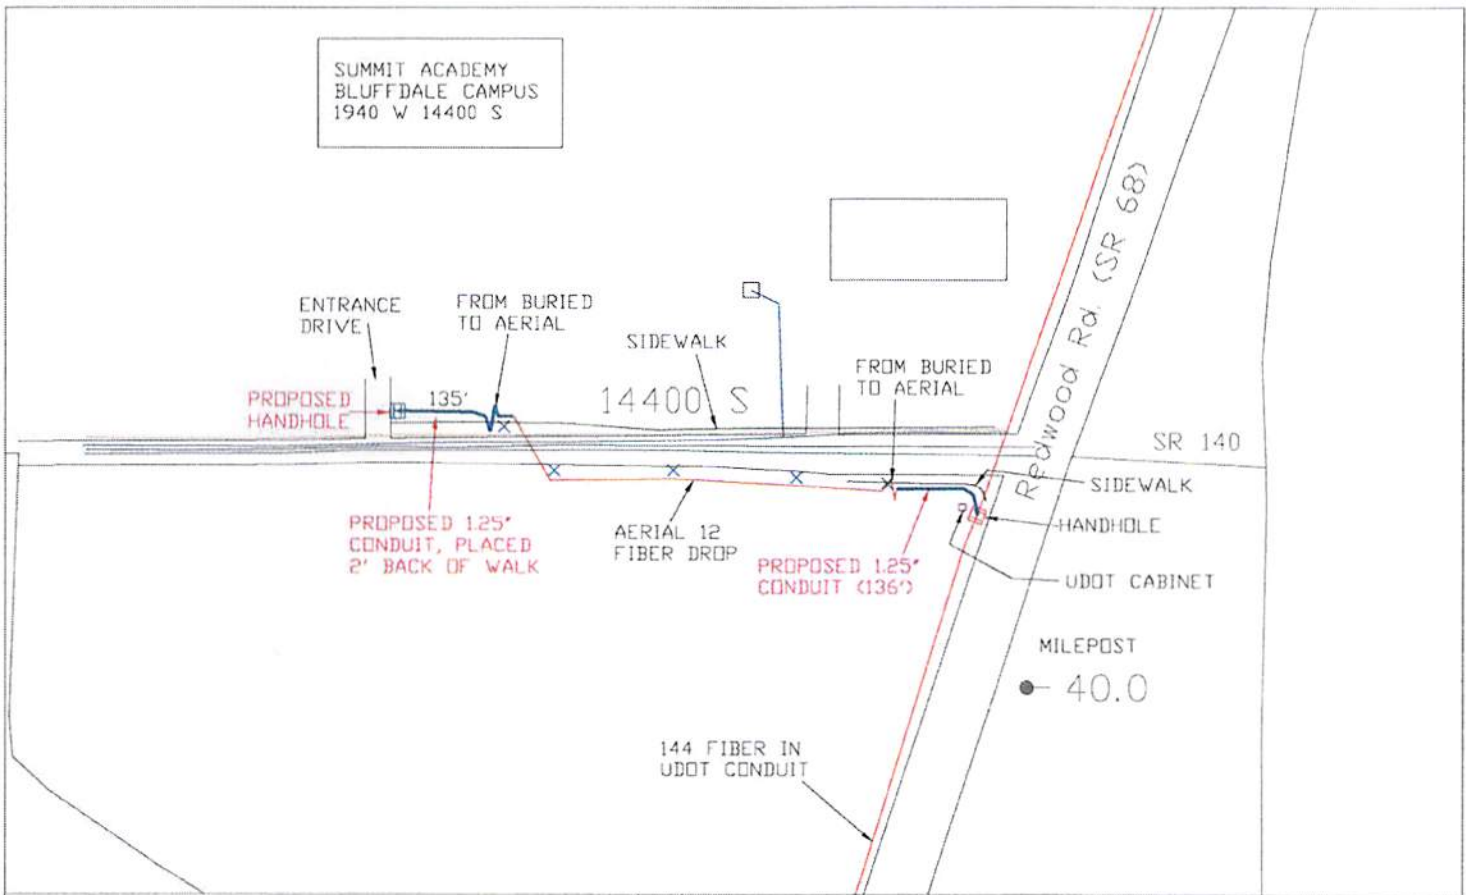 SUMMIT ACADEMY
BLUFFDALE CAMPUS
1940 W 14400 S
Redwood Rd. (SR 68)
ENTRANCE
DRIVE
FROM BURIED
TO AERIAL
SIDEWALK
FROM BURIED
TO AERIAL
PROPOSED
HANDHOLE
135'
14400 S
SR 140
SIDEWALK
HANDHOLE
PROPOSED 1.25"
CONDUIT, PLACED
2' BACK OF WALK
AERIAL 12
FIBER DROP
PROPOSED 1.25"
CONDUIT (136')
UDOT CABINET
MILEPOST
40.0
144 FIBER IN
UDOT CONDUIT